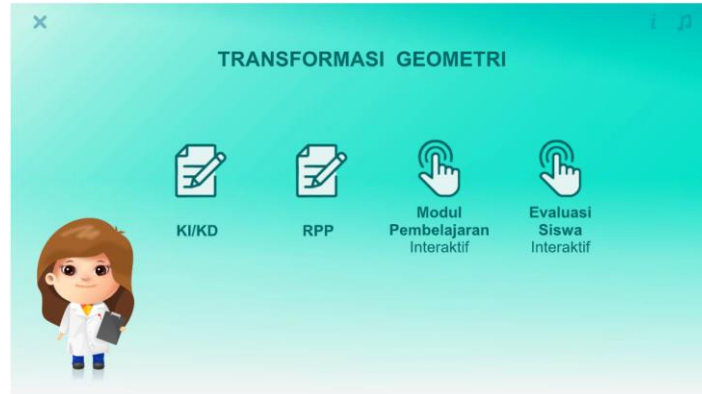 TRANSFORMASI GEOMETRI
KI/KD
RPP
Modul
Pembelajaran
Interaktif
Evaluasi
Siswa
Interaktif